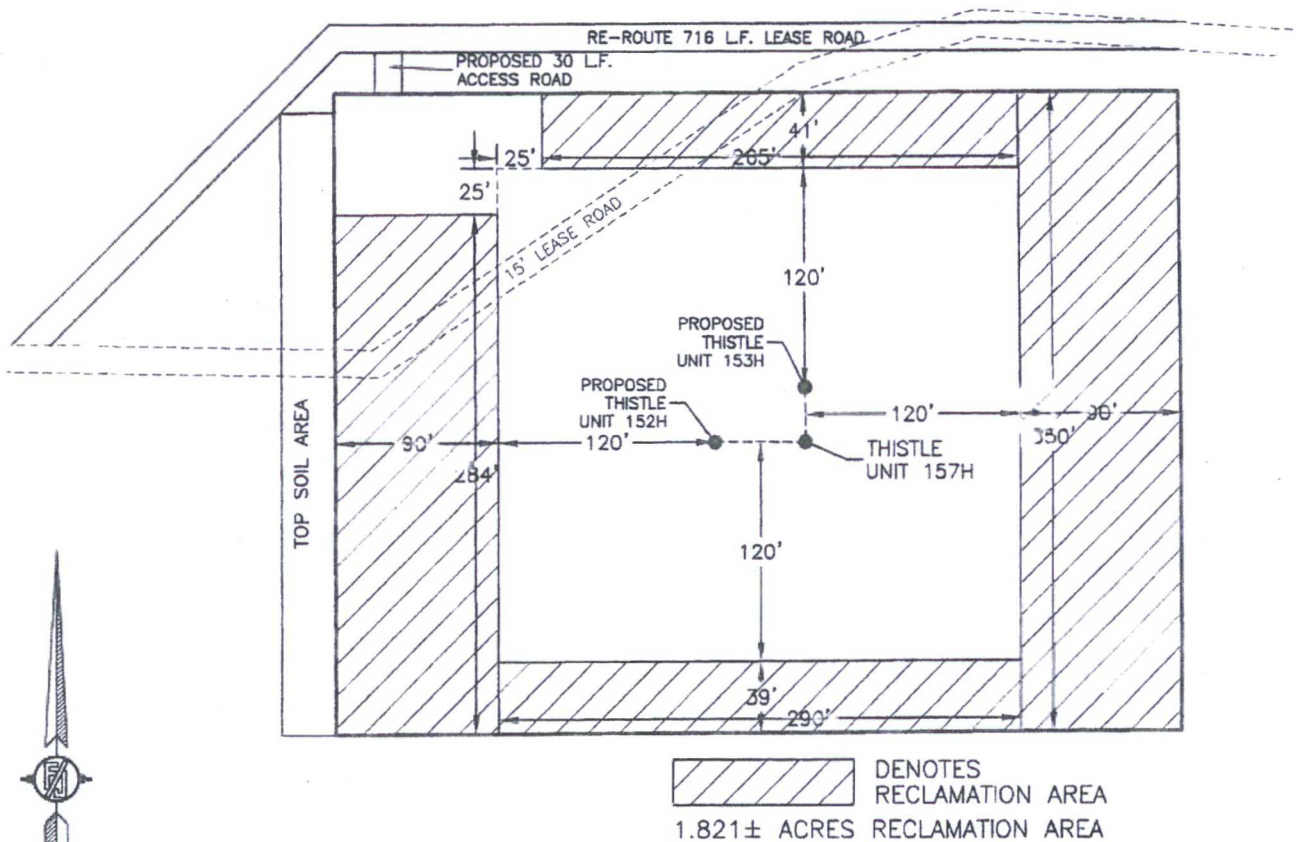 RE-ROUTE 716 L.F. LEASE ROAD
PROPOSED 30 L.F.
ACCESS ROAD
41'
25'
265'
25'
15' LEASE ROAD
120'
PROPOSED
THISTLE
UNIT 153H
PROPOSED
THISTLE
UNIT 152H
120'
90'
350'
90'
120'
284'
THISTLE
UNIT 157H
TOP SOIL AREA
120'
39'
290'
DENOTES
RECLAMATION AREA
1.821± ACRES RECLAMATION AREA